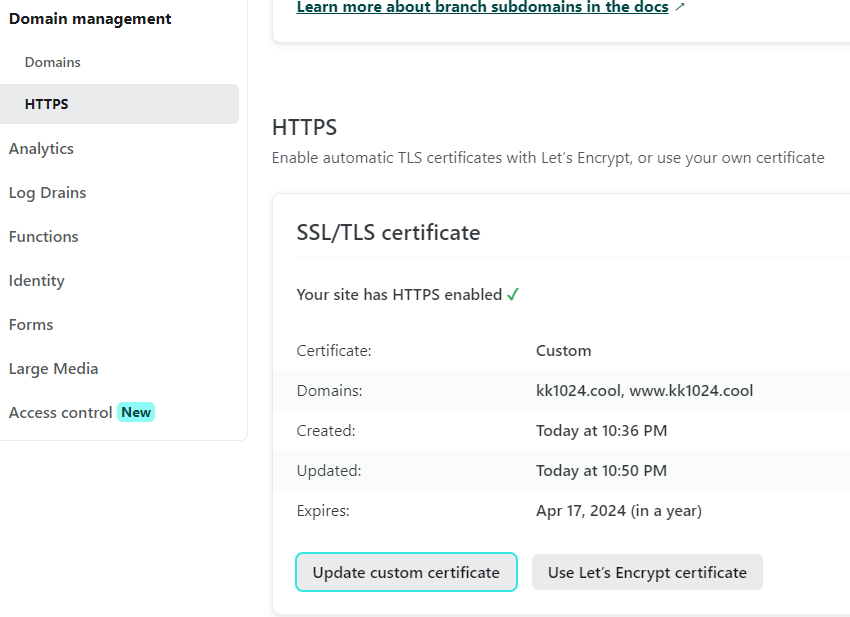 Domain management
Domains
HTTPS
Analytics
Log Drains
Functions
Identity
Forms
Large Media
Access control New
Learn more about branch subdomains in the docs ↗
HTTPS
Enable automatic TLS certificates with Let’s Encrypt, or use your own certificate
SSL/TLS certificate
Your site has HTTPS enabled ✓
Certificate: Custom
Domains: kk1024.cool, www.kk1024.cool
Created: Today at 10:36 PM
Updated: Today at 10:50 PM
Expires: Apr 17, 2024 (in a year)
Update custom certificate Use Let’s Encrypt certificate